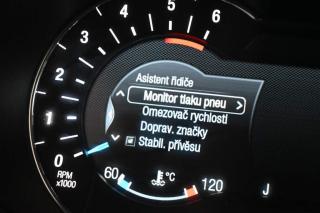 5
4
3
2
1
0
RPM
x1000
Asistent řidiče
Monitor tlaku pneu
Omezovač rychlosti
Doprav. značky
Stabil. přívěsu
60
°C
120
J